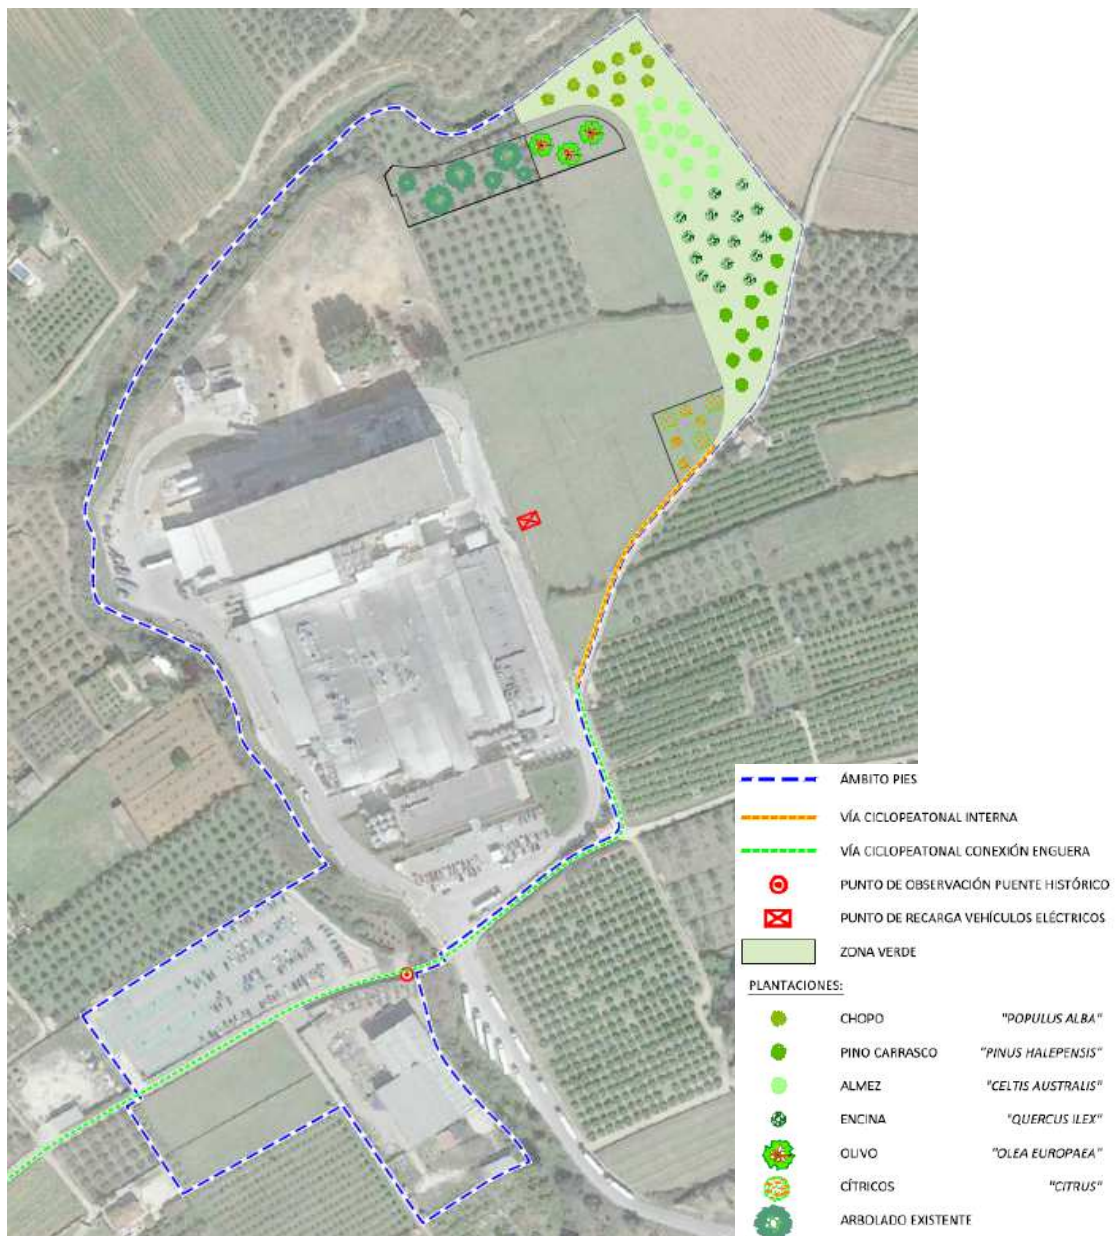 ÁMBITO PIES
VÍA CICLOPEATONAL INTERNA
VÍA CICLOPEATONAL CONEXIÓN ENGUERA
PUNTO DE OBSERVACIÓN PUENTE HISTÓRICO
PUNTO DE RECARGA VEHÍCULOS ELÉCTRICOS
ZONA VERDE
PLANTACIONES:
CHOPO "POPULUS ALBA"
PINO CARRASCO "PINUS HALEPENSIS"
ALMEZ "CELTIS AUSTRALIS"
ENCINA "QUERCUS ILEX"
OLIVO "OLEA EUROPAEA"
CÍTRICOS "CITRUS"
ARBOLADO EXISTENTE